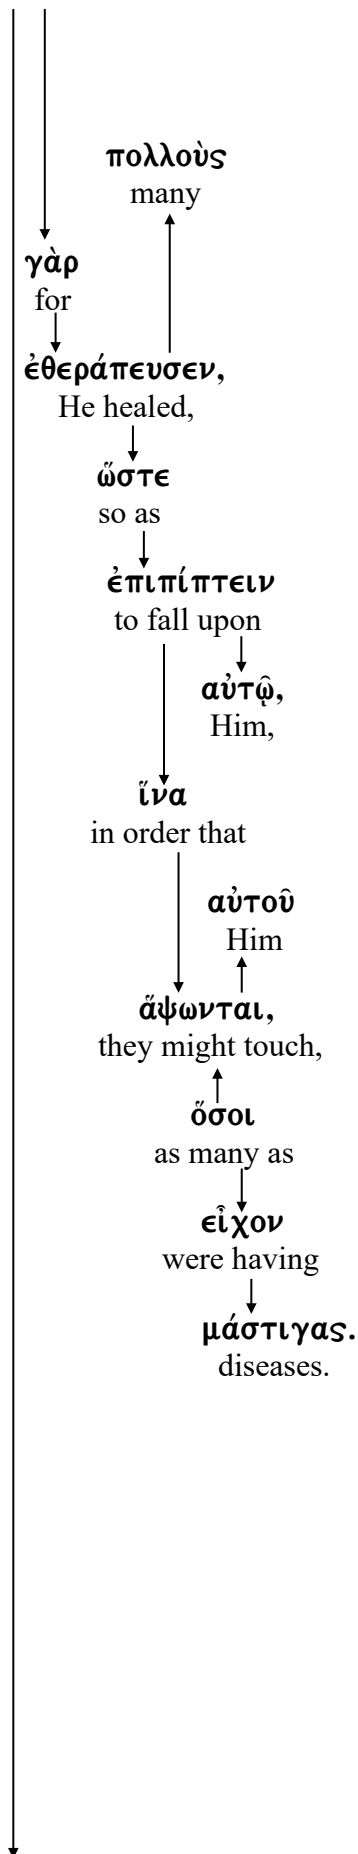 πολλοὺς
many
γὰρ
for
ἐθεράπευσεν,
He healed,
ὥστε
so as
ἐπιπίπτειν
to fall upon
αὐτῷ,
Him,
ἵνα
in order that
αὐτοῦ
Him
ἅψωνται,
they might touch,
ὅσοι
as many as
εἶχον
were having
μάστιγας.
diseases.